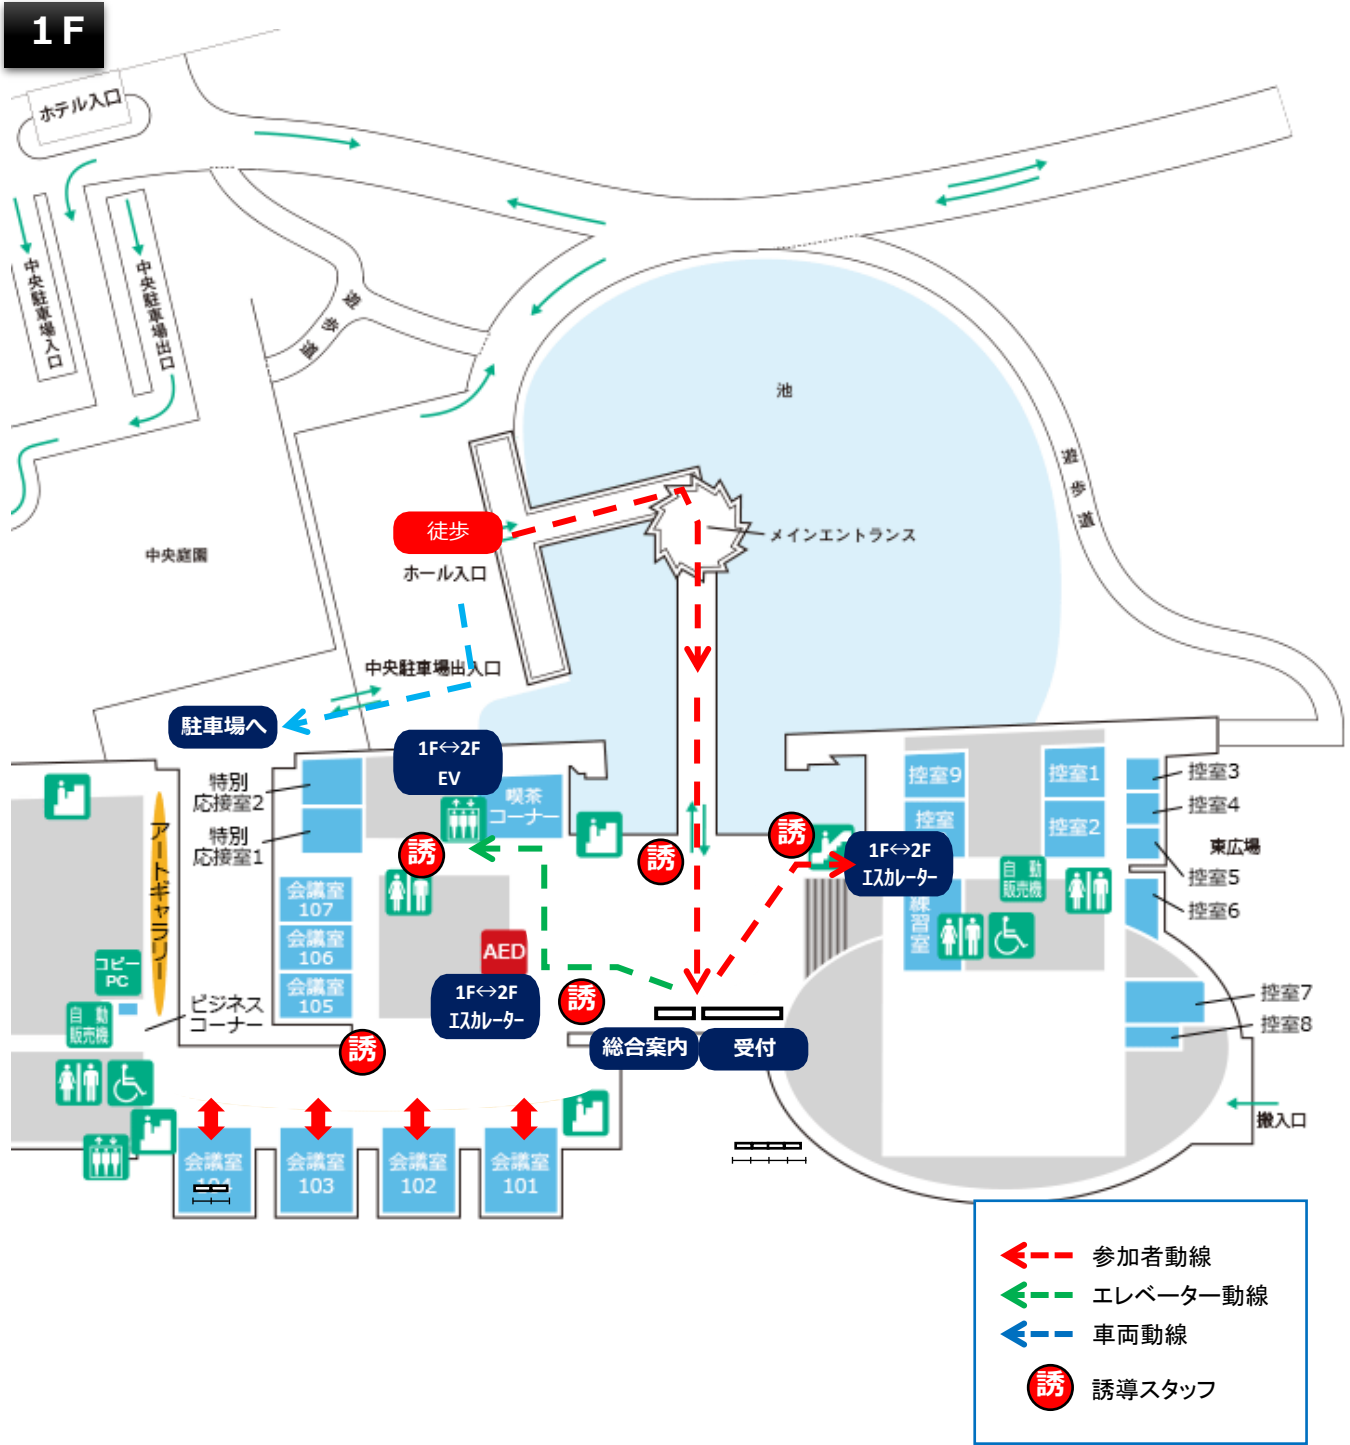 1F
ホテル入口
中央駐車場入口
中央駐車場出口
遊歩道
池
遊歩道
徒歩
メインエントランス
中央庭園
ホール入口
中央駐車場出入口
駐車場へ
1F↔2F
EV
特別
応接室2
特別
応接室1
喫茶
コーナー
控室9
控室
控室1
控室2
控室3
控室4
東広場
控室5
控室6
誘
誘
誘
1F↔2F
エスカレーター
自動
販売機
練習室
アートギャラリー
会議室
107
会議室
106
会議室
105
AED
コピー
PC
1F↔2F
エスカレーター
誘
誘
自動
販売機
ビジネス
コーナー
総合案内
受付
控室7
控室8
搬入口
会議室
104
会議室
103
会議室
102
会議室
101
参加者動線
エレベーター動線
車両動線
誘 誘導スタッフ